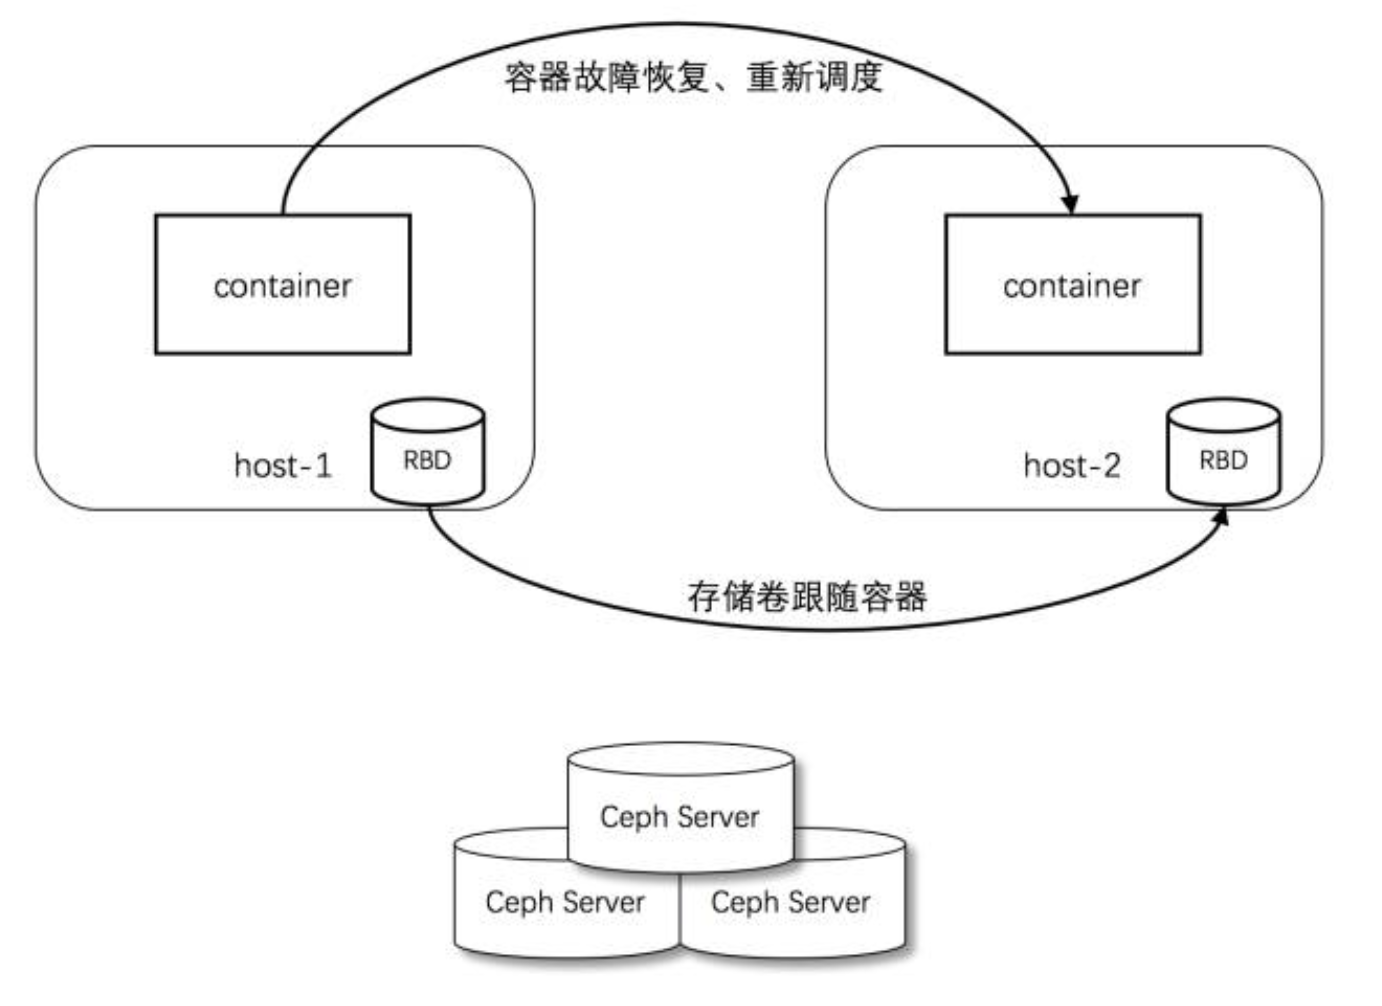 容器故障恢复、重新调度
container
container
host-1
RBD
host-2
RBD
存储卷跟随容器
Ceph Server
Ceph Server
Ceph Server